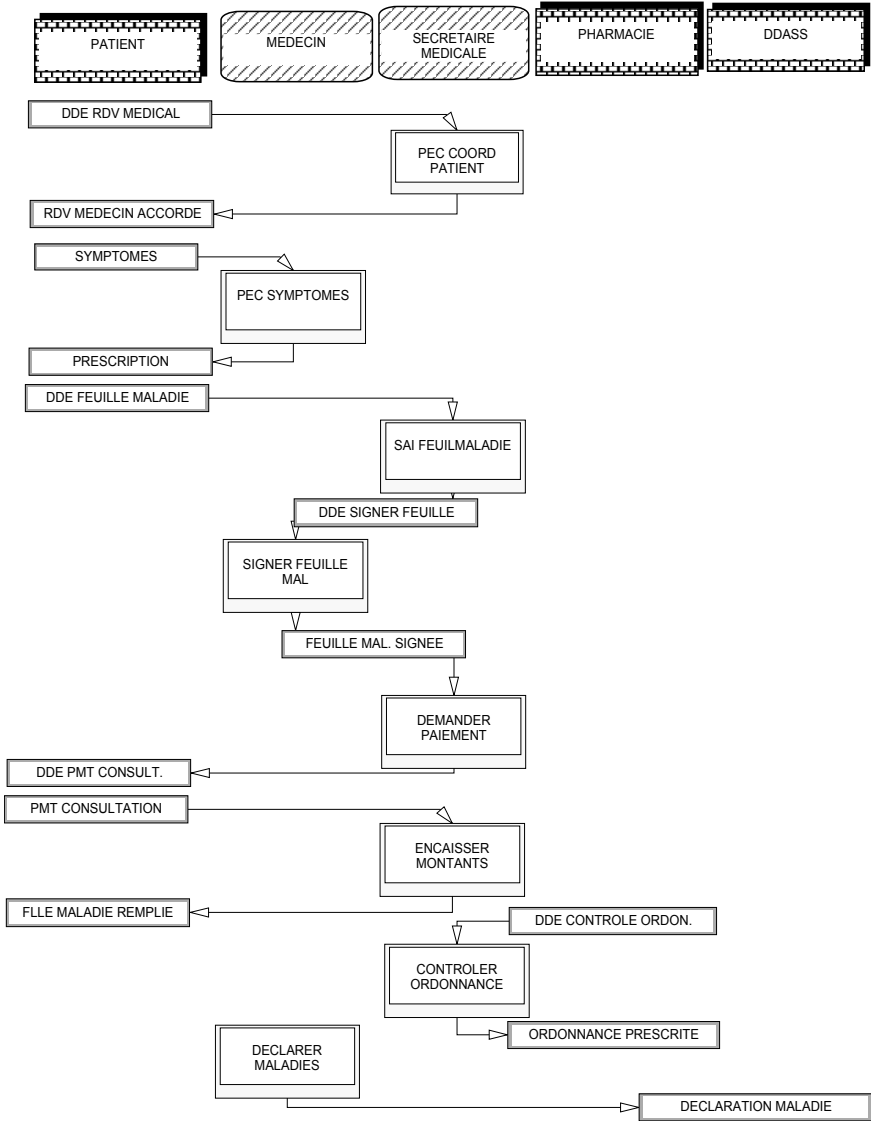 PATIENT
MEDECIN
SECRETAIRE
MEDICALE
PHARMACIE
DDASS
DDE RDV MEDICAL
PEC COORD
PATIENT
RDV MEDECIN ACCORDE
SYMPTOMES
PEC SYMPTOMES
PRESCRIPTION
DDE FEUILLE MALADIE
SAI FEUILMALADIE
DDE SIGNER FEUILLE
SIGNER FEUILLE
MAL
FEUILLE MAL. SIGNEE
DEMANDER
PAIEMENT
DDE PMT CONSULT.
PMT CONSULTATION
ENCAISSER
MONTANTS
FLLE MALADIE REMPLIE
DDE CONTROLE ORDON.
CONTROLER
ORDONNANCE
ORDONNANCE PRESCRITE
DECLARER
MALADIES
DECLARATION MALADIE